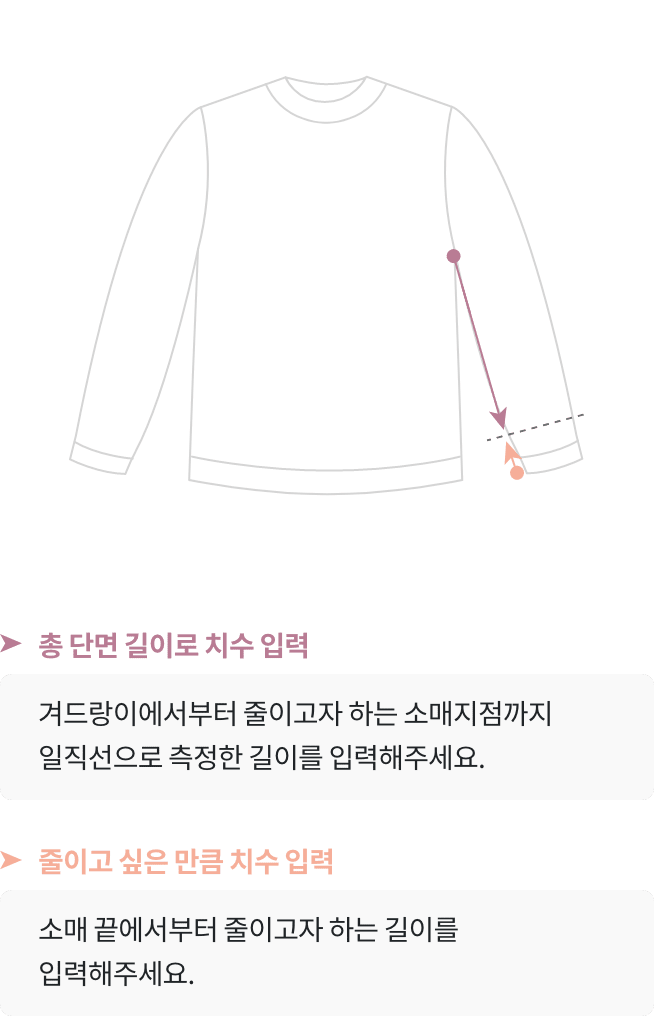 총 단면 길이로 치수 입력
겨드랑이에서부터 줄이고자 하는 소매지점까지
일직선으로 측정한 길이를 입력해주세요.
줄이고 싶은 만큼 치수 입력
소매 끝에서부터 줄이고자 하는 길이를
입력해주세요.